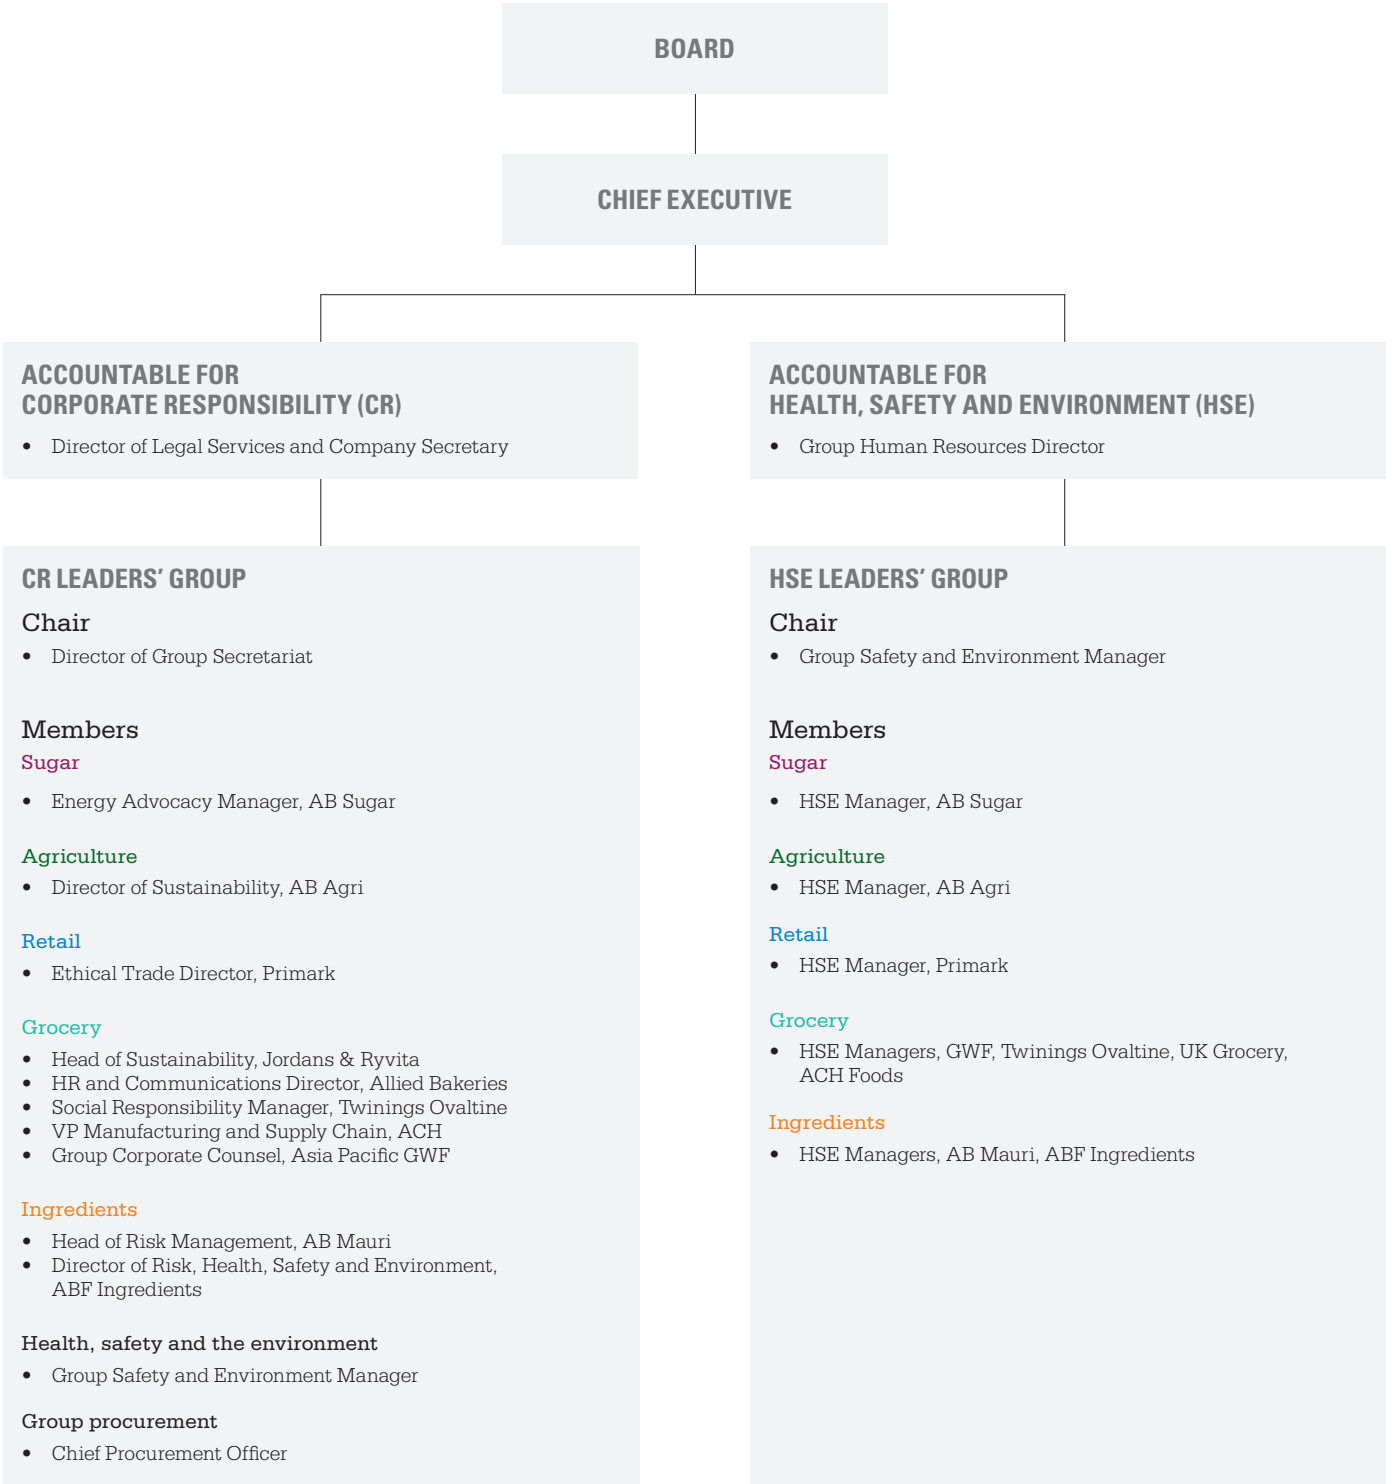 BOARD
CHIEF EXECUTIVE
ACCOUNTABLE FOR
CORPORATE RESPONSIBILITY (CR)
• Director of Legal Services and Company Secretary
ACCOUNTABLE FOR
HEALTH, SAFETY AND ENVIRONMENT (HSE)
• Group Human Resources Director
CR LEADERS’ GROUP
Chair
• Director of Group Secretariat
Members
Sugar
• Energy Advocacy Manager, AB Sugar
Agriculture
• Director of Sustainability, AB Agri
Retail
• Ethical Trade Director, Primark
Grocery
• Head of Sustainability, Jordans & Ryvita
• HR and Communications Director, Allied Bakeries
• Social Responsibility Manager, Twinings Ovaltine
• VP Manufacturing and Supply Chain, ACH
• Group Corporate Counsel, Asia Pacific GWF
Ingredients
• Head of Risk Management, AB Mauri
• Director of Risk, Health, Safety and Environment,
ABF Ingredients
Health, safety and the environment
• Group Safety and Environment Manager
Group procurement
• Chief Procurement Officer
HSE LEADERS’ GROUP
Chair
• Group Safety and Environment Manager
Members
Sugar
• HSE Manager, AB Sugar
Agriculture
• HSE Manager, AB Agri
Retail
• HSE Manager, Primark
Grocery
• HSE Managers, GWF, Twinings Ovaltine, UK Grocery,
ACH Foods
Ingredients
• HSE Managers, AB Mauri, ABF Ingredients